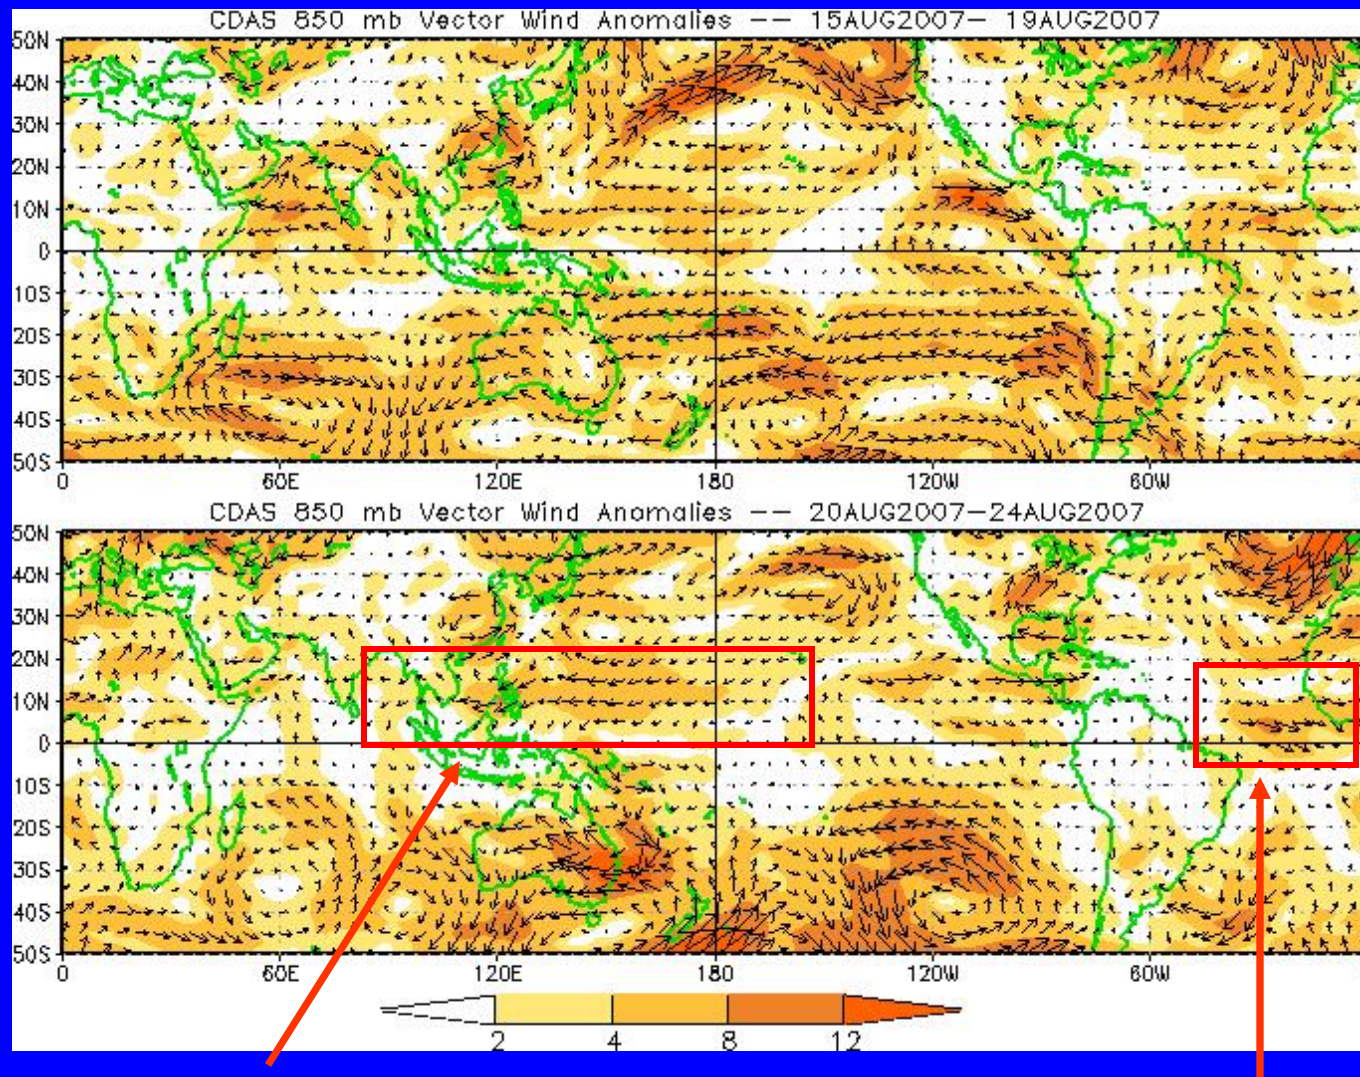 CDAS 850 mb Vector Wind Anomalies -- 15AUG2007- 19AUG2007
50N
40N
30N
20N
10N
0
10S
20S
30S
40S
50S
0 60E 120E 180 120W 60W
CDAS 850 mb Vector Wind Anomalies -- 20AUG2007-24AUG2007
50N
40N
30N
20N
10N
0
10S
20S
30S
40S
50S
0 60E 120E 180 120W 60W
2 4 8 12